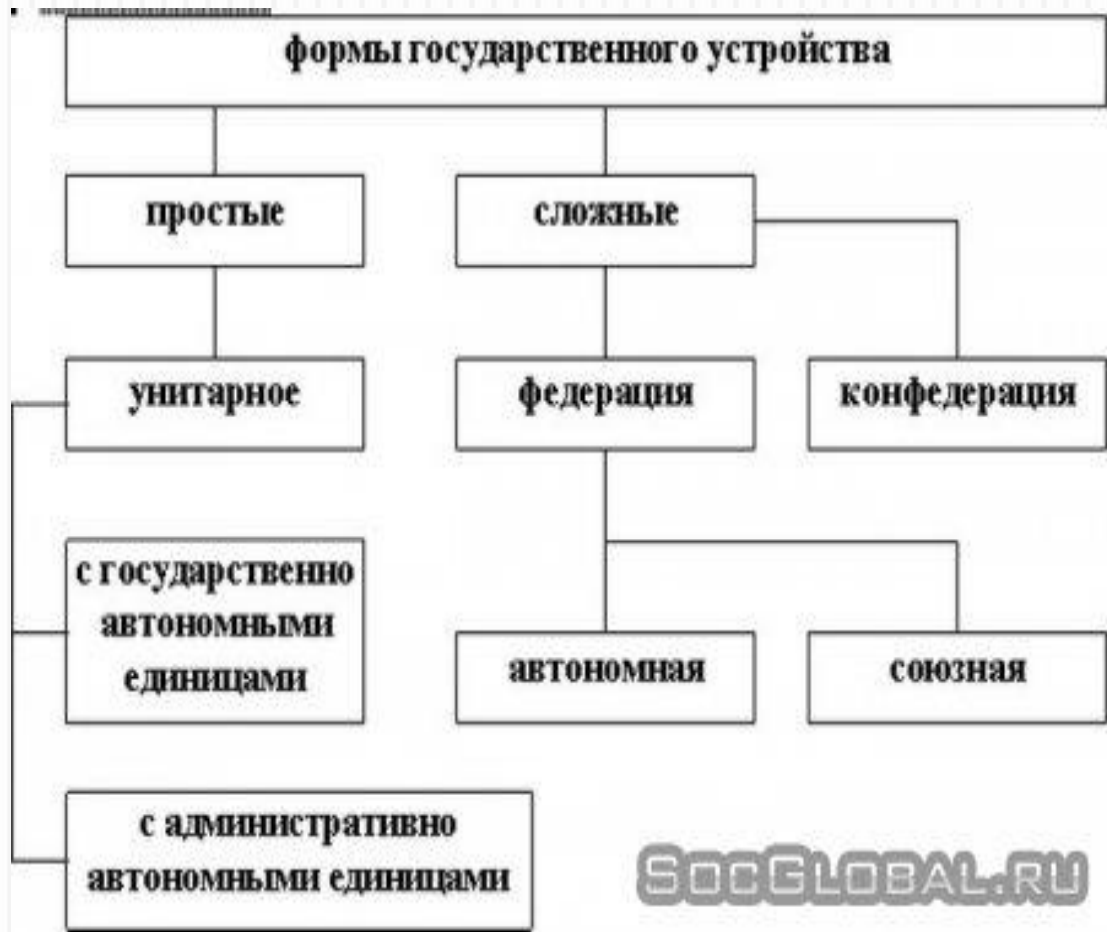 формы государственного устройства
простые
сложные
унитарное
федерация
конфедерация
с государственно
автономными
единицами
автономная
союзная
с административно
автономными единицами
SOCGLOBAL.RU